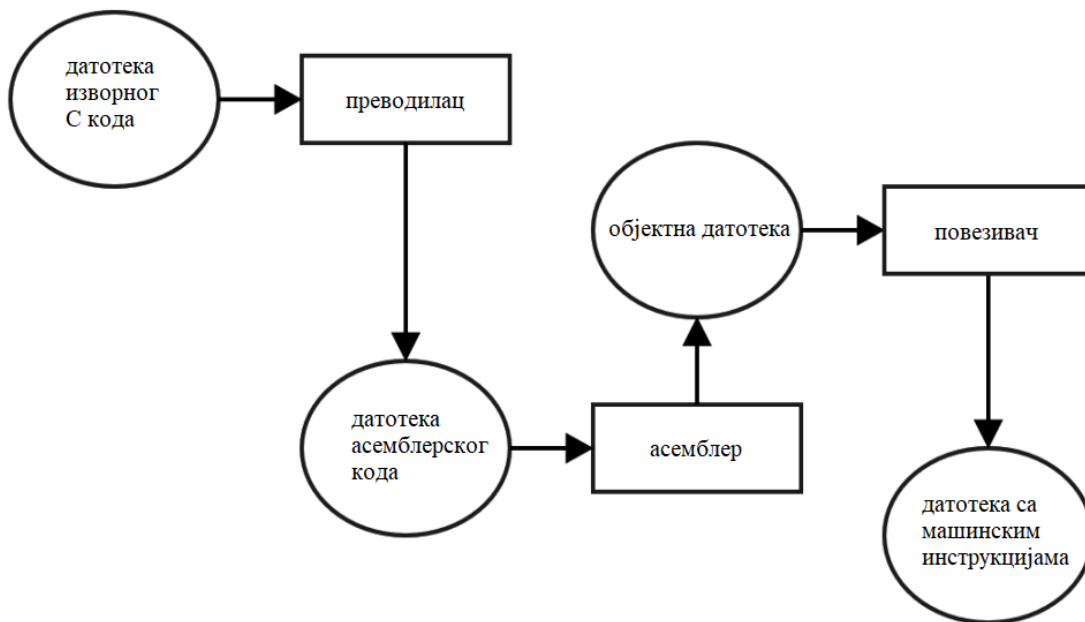 датотека
изворног
С кода
преводилац
датотека
асемблерског
кода
асемблер
објектна датотека
повезивач
датотека са
машинским
инструкцијама